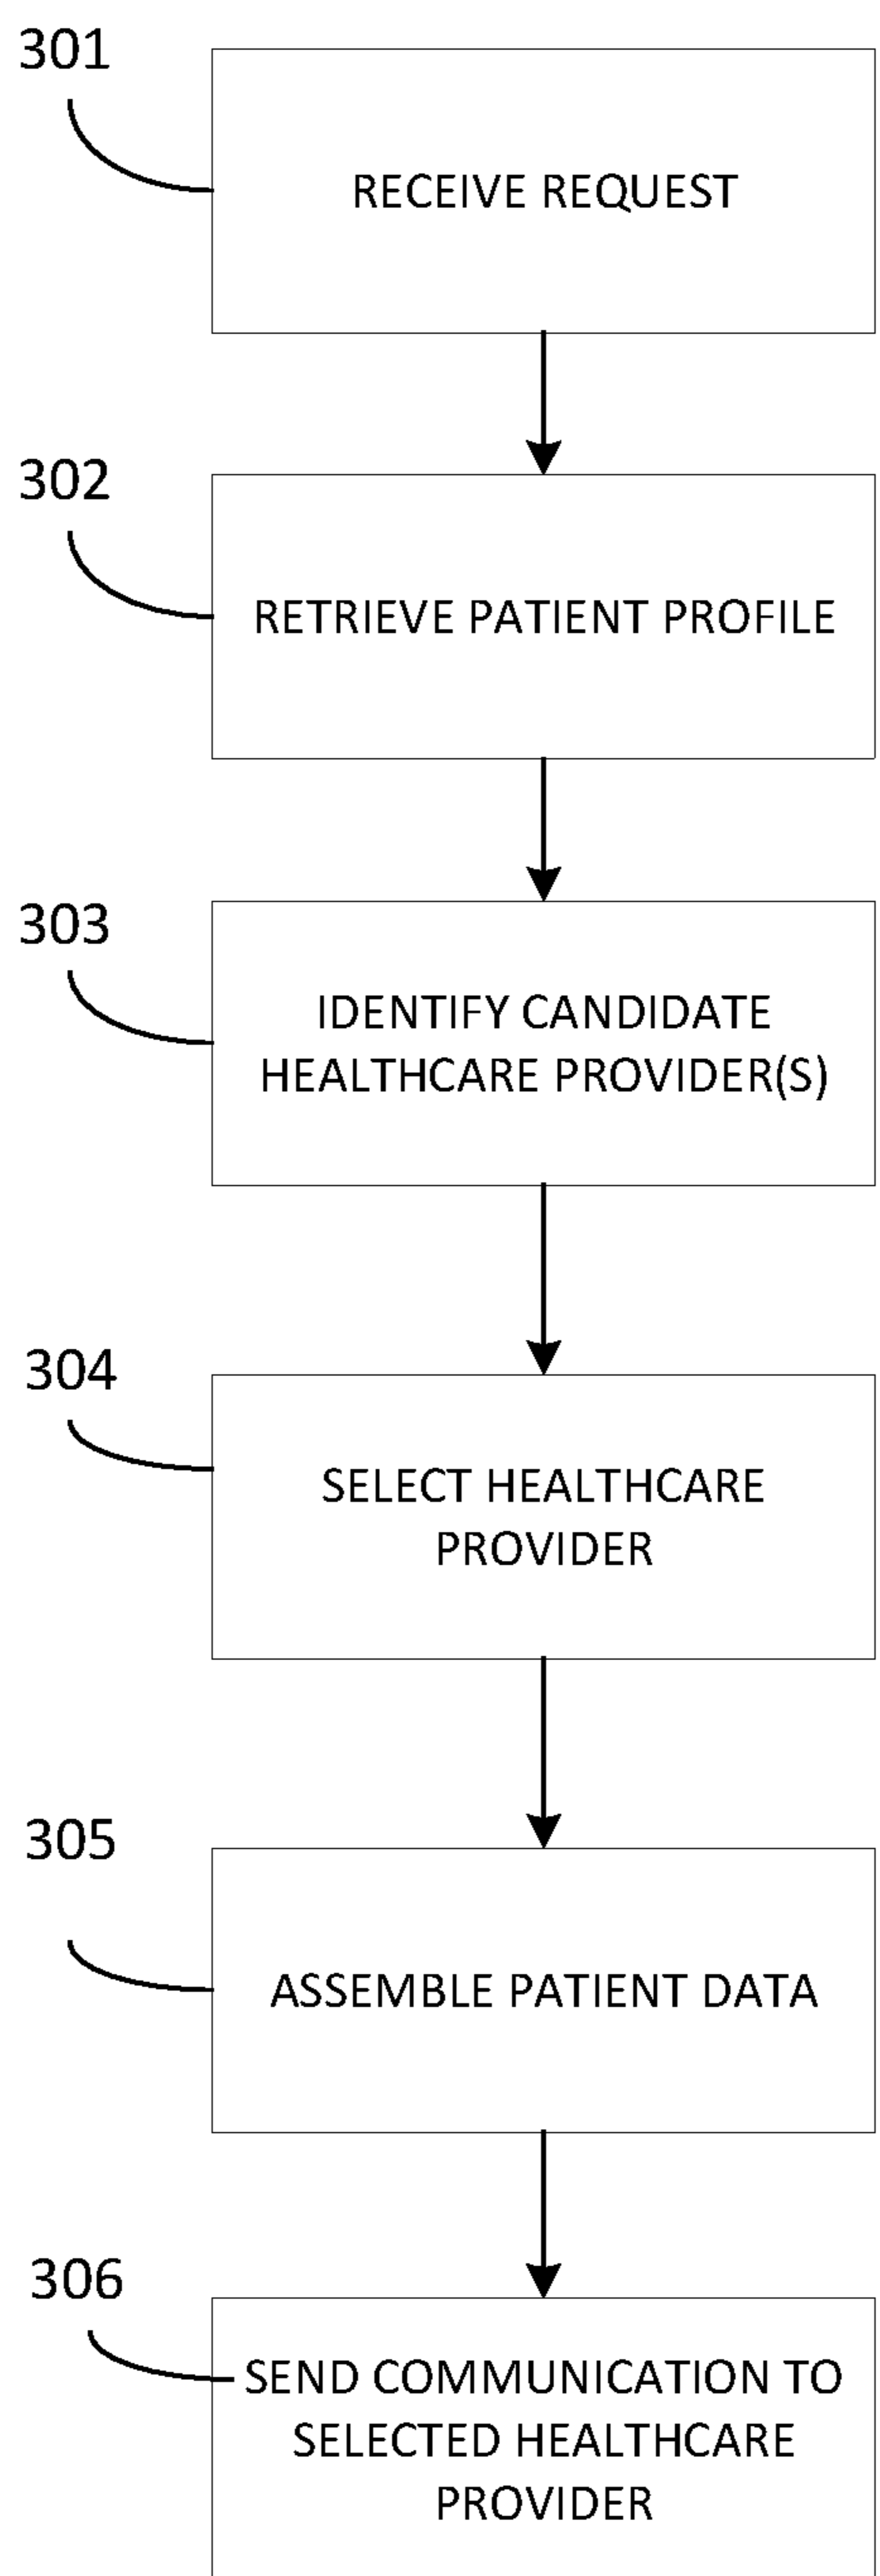 301
RECEIVE REQUEST
302
RETRIEVE PATIENT PROFILE
303
IDENTIFY CANDIDATE
HEALTHCARE PROVIDER(S)
304
SELECT HEALTHCARE
PROVIDER
305
ASSEMBLE PATIENT DATA
306
SEND COMMUNICATION TO
SELECTED HEALTHCARE
PROVIDER